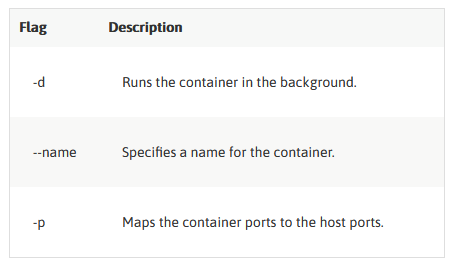 Flag Description
-d Runs the container in the background.
--name Specifies a name for the container.
-p Maps the container ports to the host ports.